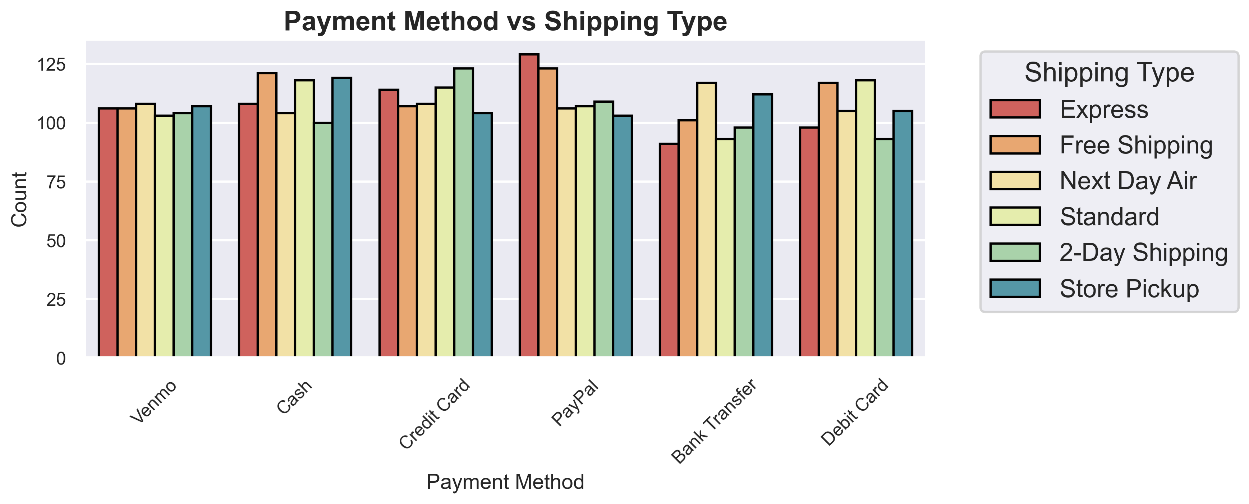 Payment Method vs Shipping Type
Count
125
100
75
50
25
0
Venmo
Cash
Credit Card
PayPal
Bank Transfer
Debit Card
Payment Method
Shipping Type
Express
Free Shipping
Next Day Air
Standard
2-Day Shipping
Store Pickup